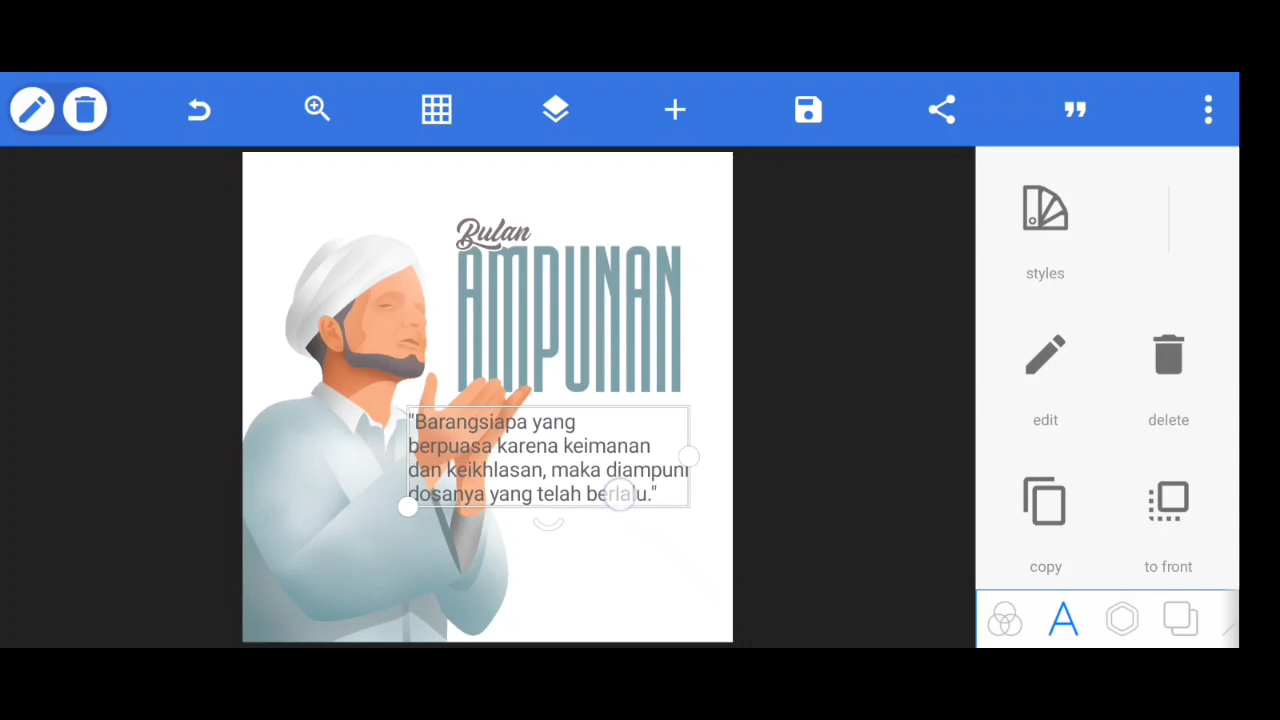 Bulan
AMPUNAN
"Barangsiapa yang
berpuasa karena keimanan
dan keikhlasan, maka diampuni
dosanya yang telah berlalu."
styles
edit
delete
copy
to front